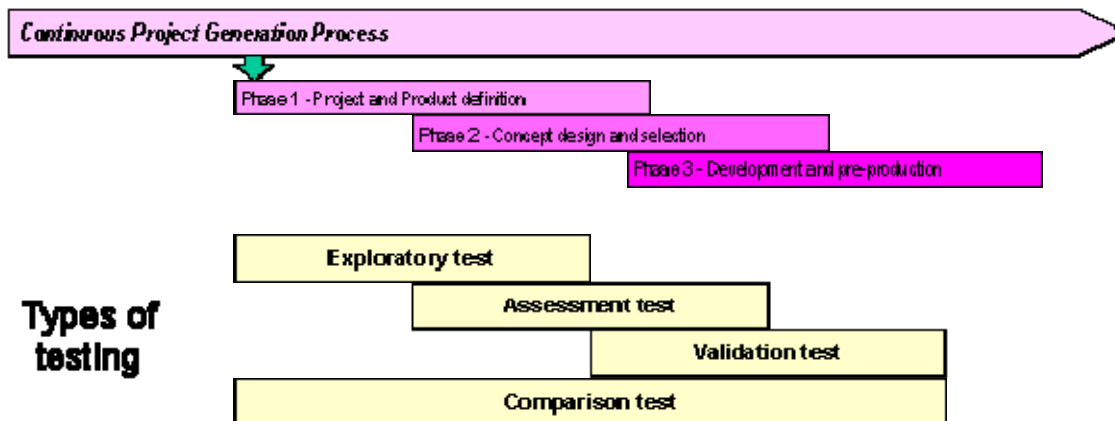 Continuous Project Generation Process
Phase 1 - Project and Product definition
Phase 2 - Concept design and selection
Phase 3 - Development and pre-production
Exploratory test
Assessment test
Types of
testing
Validation test
Comparison test